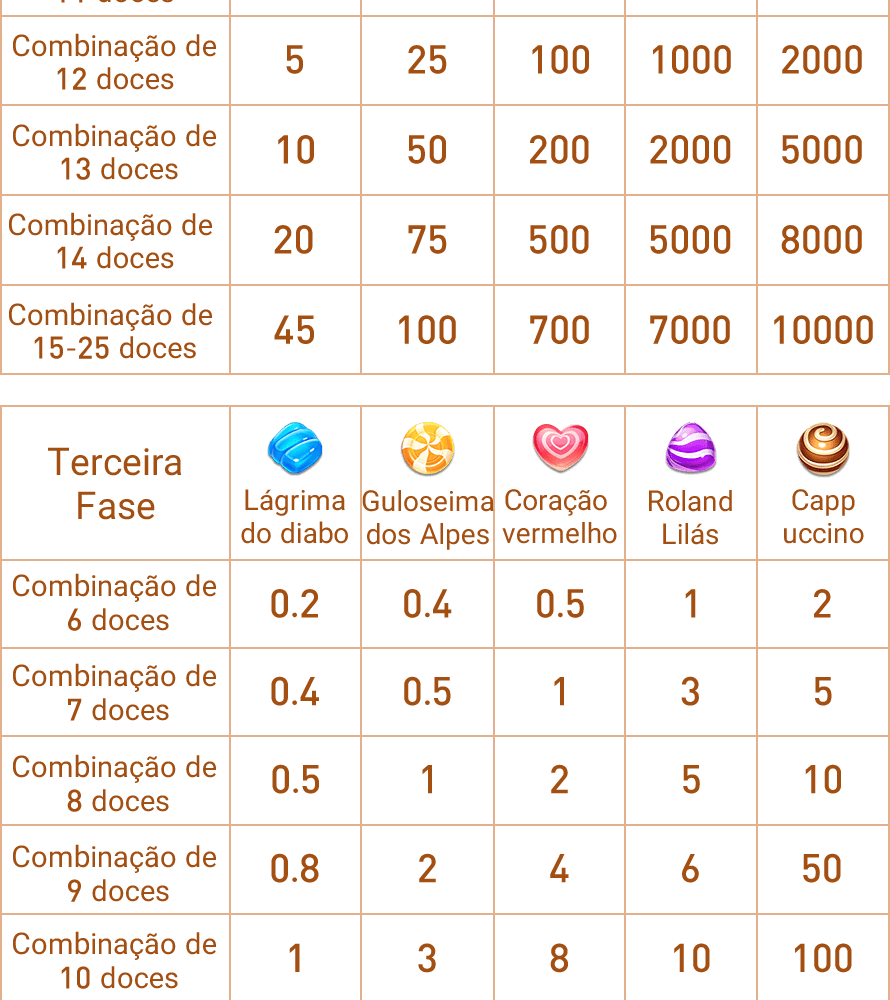 11 doces
Combinação de
12 doces
5 25 100 1000 2000
Combinação de
13 doces
10 50 200 2000 5000
Combinação de
14 doces
20 75 500 5000 8000
Combinação de
15-25 doces
45 100 700 7000 10000
Terceira
Fase
Lágrima
do diabo
Guloseima
dos Alpes
Coração
vermelho
Roland
Lilás
Capp
uccino
Combinação de
6 doces
0.2 0.4 0.5 1 2
Combinação de
7 doces
0.4 0.5 1 3 5
Combinação de
8 doces
0.5 1 2 5 10
Combinação de
9 doces
0.8 2 4 6 50
Combinação de
10 doces
1 3 8 10 100